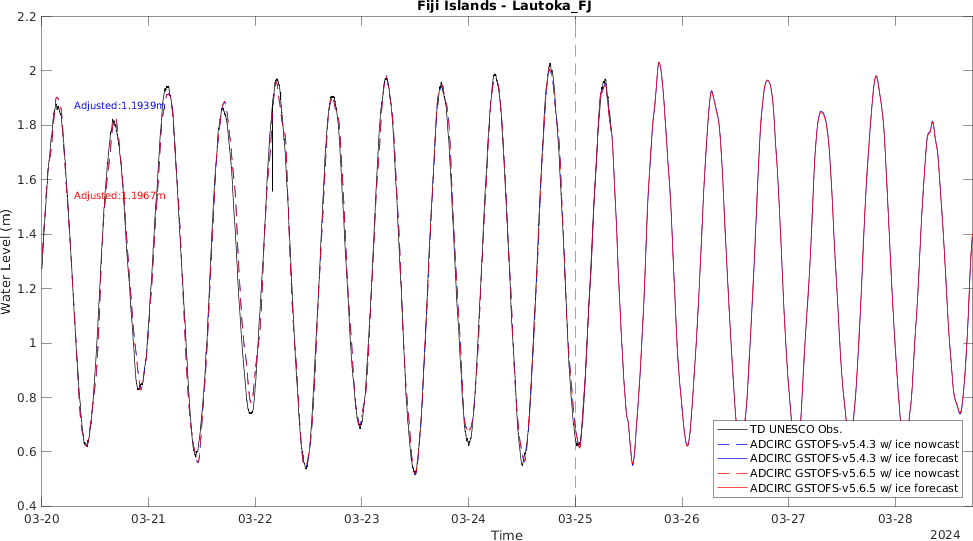 Fiji Islands - Lautoka_FJ
2.2
2
1.8
1.6
1.4
1.2
1
0.8
0.6
0.4
Water Level (m)
Adjusted:1.1939m
Adjusted:1.1967m
TD UNESCO Obs.
ADCIRC GSTOFS-v5.4.3 w/ ice nowcast
ADCIRC GSTOFS-v5.4.3 w/ ice forecast
ADCIRC GSTOFS-v5.6.5 w/ ice nowcast
ADCIRC GSTOFS-v5.6.5 w/ ice forecast
03-20 03-21 03-22 03-23 03-24 03-25 03-26 03-27 03-28
Time
2024